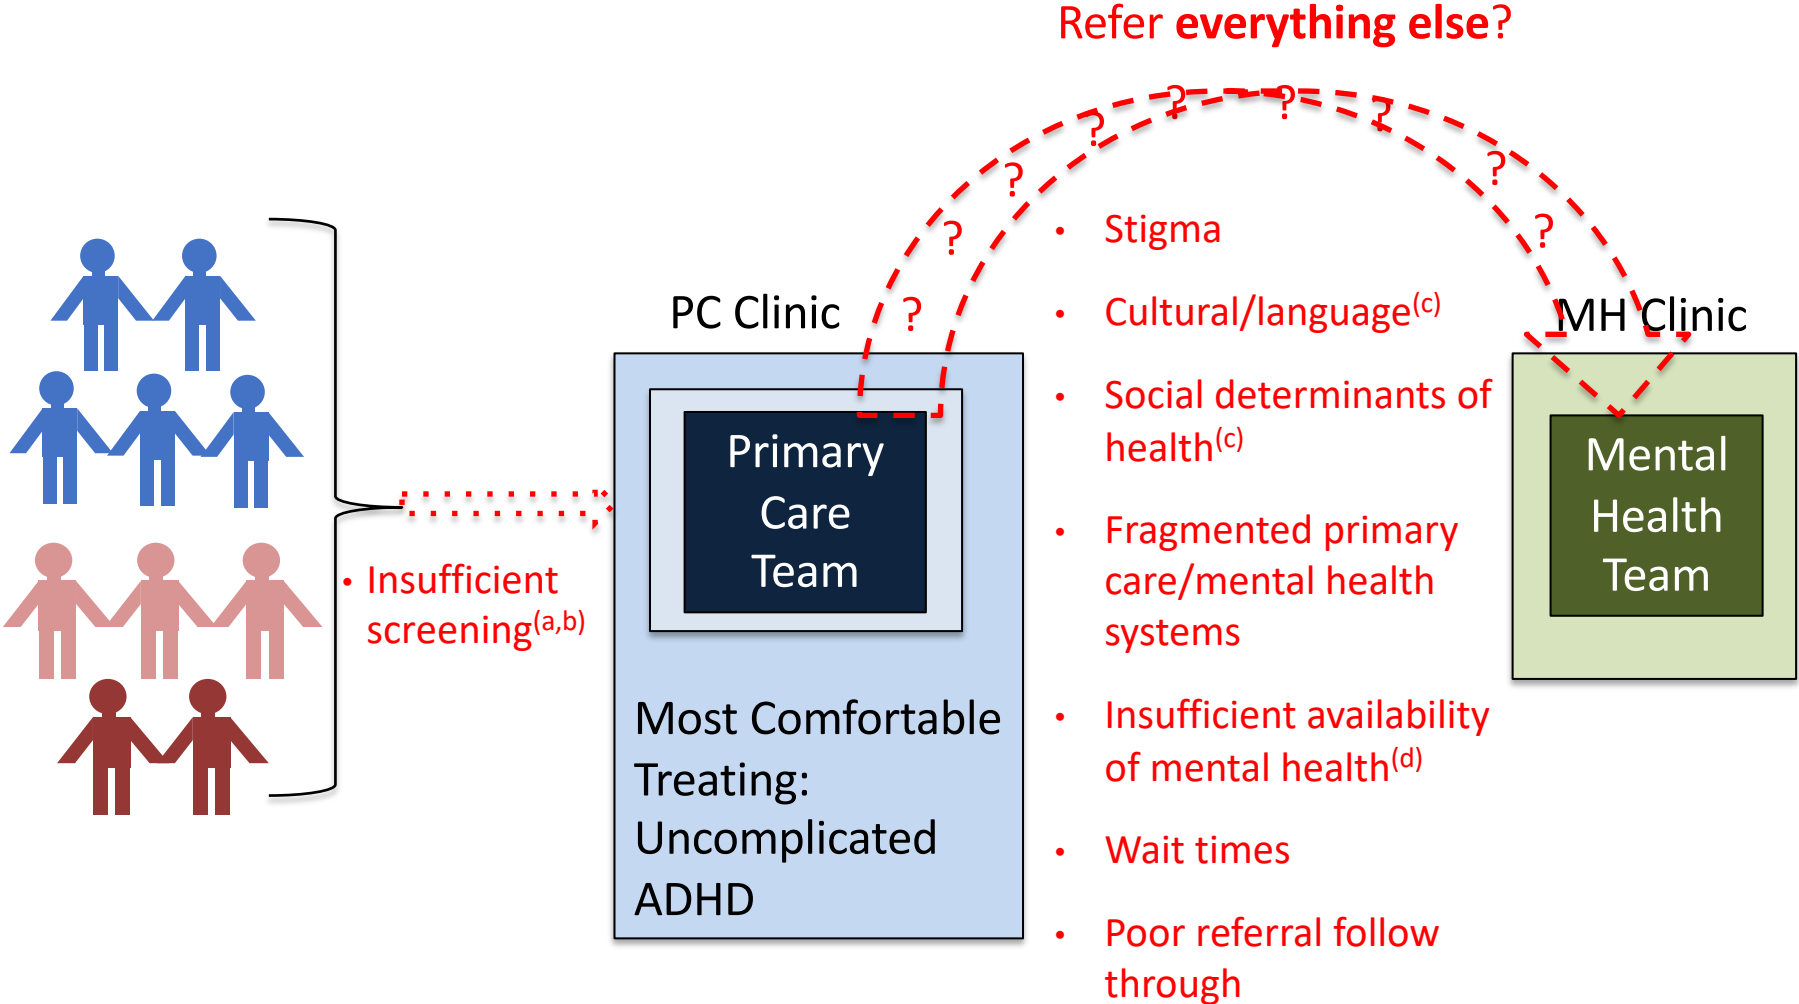 Refer everything else?
?
?
?
?
?
?
?
?
?
PC Clinic
Primary
Care
Team
Most Comfortable
Treating:
Uncomplicated
ADHD
• Insufficient
screening(a,b)
• Stigma
• Cultural/language(c)
• Social determinants of
health(c)
• Fragmented primary
care/mental health
systems
• Insufficient availability
of mental health(d)
• Wait times
• Poor referral follow
through
MH Clinic
Mental
Health
Team